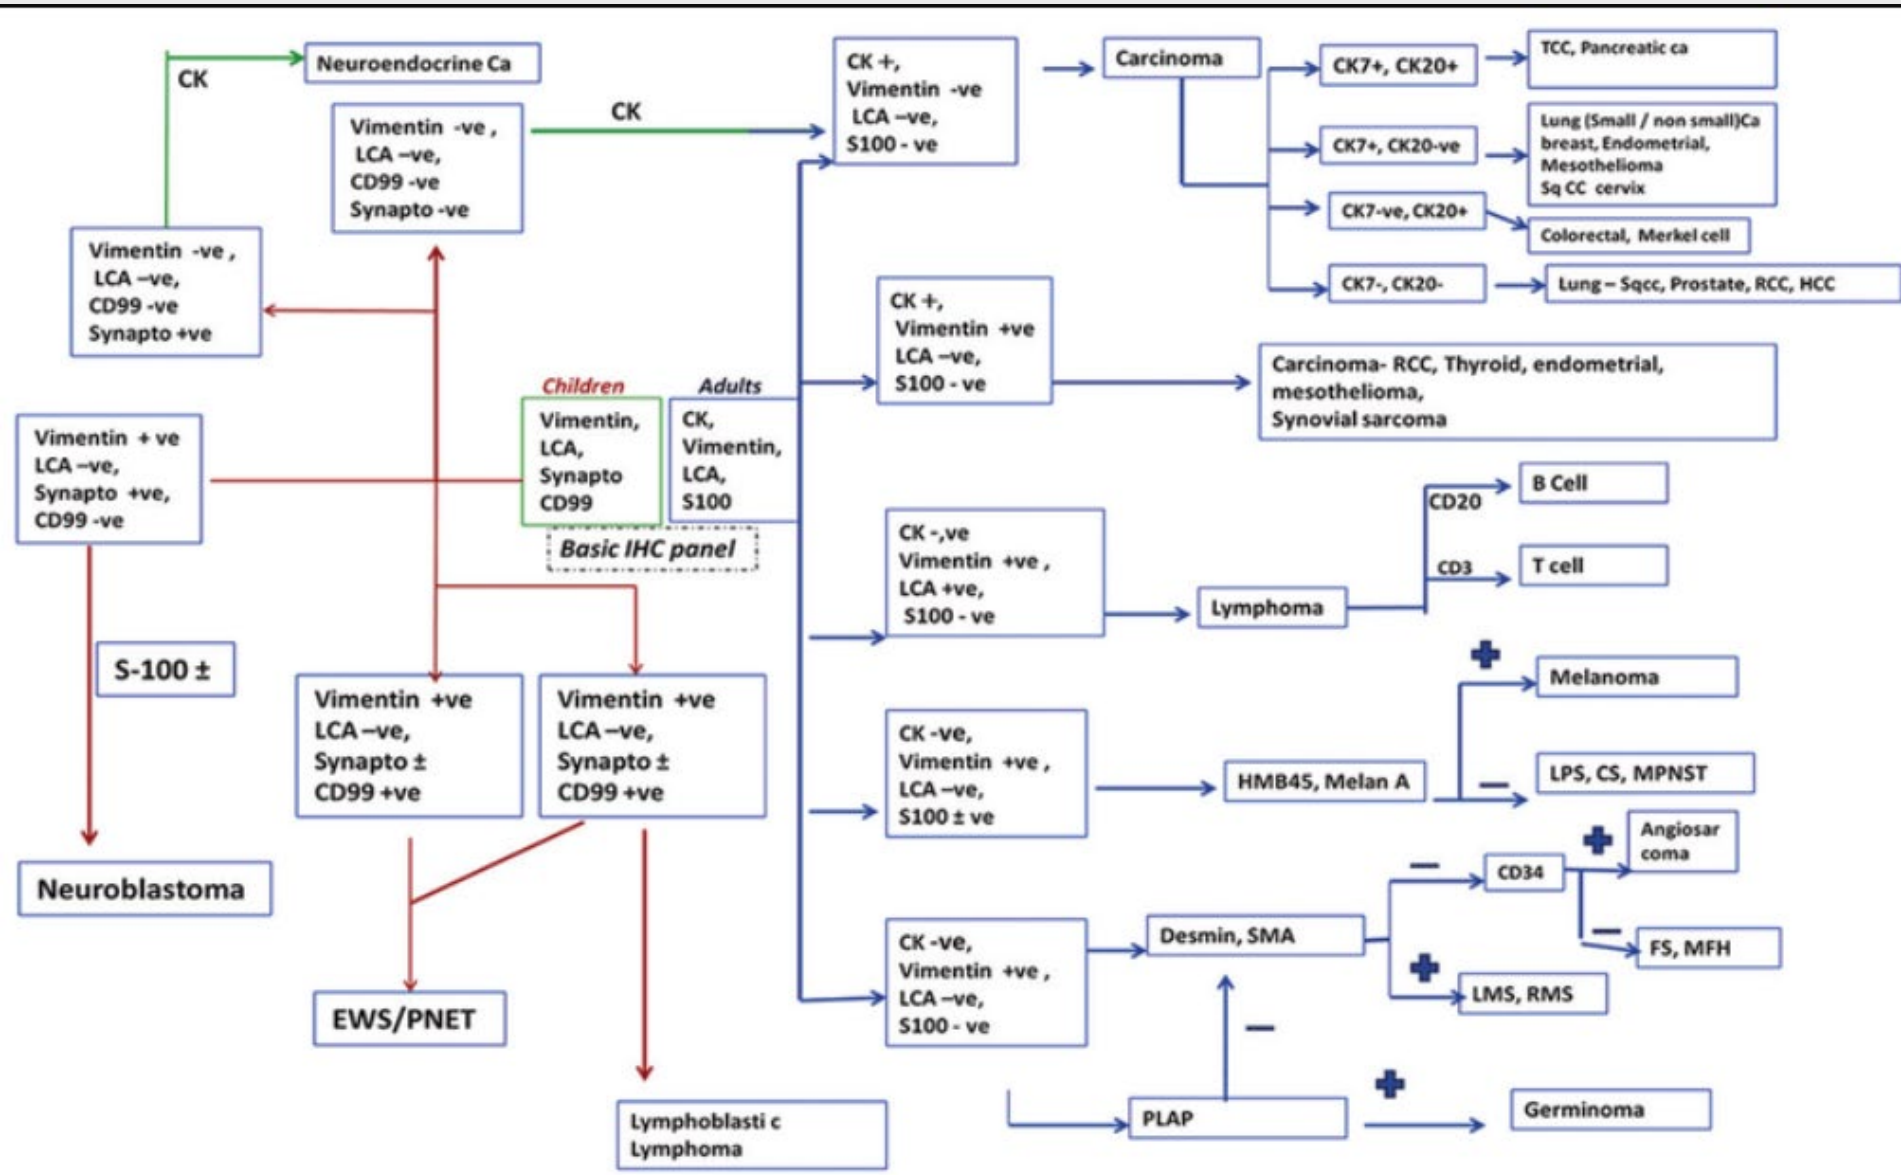 CK
Neuroendocrine Ca
Vimentin -ve ,
LCA –ve,
CD99 -ve
Synapto -ve
CK
Vimentin -ve ,
LCA –ve,
CD99 -ve
Synapto +ve
Vimentin + ve
LCA –ve,
Synapto +ve,
CD99 -ve
S-100 ±
Neuroblastoma
Children
Vimentin,
LCA,
Synapto
CD99
Adults
CK,
Vimentin,
LCA,
S100
Basic IHC panel
Vimentin +ve
LCA –ve,
Synapto ±
CD99 +ve
Vimentin +ve
LCA –ve,
Synapto ±
CD99 +ve
EWS/PNET
Lymphoblasti c
Lymphoma
CK +,
Vimentin -ve
LCA –ve,
S100 - ve
Carcinoma
CK7+, CK20+
TCC, Pancreatic ca
CK7+, CK20-ve
Lung (Small / non small)Ca
breast, Endometrial,
Mesothelioma
Sq CC cervix
CK7-ve, CK20+
Colorectal, Merkel cell
CK7-, CK20-
Lung – Sqcc, Prostate, RCC, HCC
CK +,
Vimentin +ve
LCA –ve,
S100 - ve
Carcinoma- RCC, Thyroid, endometrial,
mesothelioma,
Synovial sarcoma
CK -,ve
Vimentin +ve ,
LCA +ve,
S100 - ve
Lymphoma
CD20
B Cell
CD3
T cell
CK -ve,
Vimentin +ve ,
LCA –ve,
S100 ± ve
HMB45, Melan A
+
Melanoma
—
LPS, CS, MPNST
CK -ve,
Vimentin +ve ,
LCA –ve,
S100 - ve
Desmin, SMA
—
CD34
+
Angiosar
coma
—
FS, MFH
+
LMS, RMS
—
PLAP
+
Germinoma